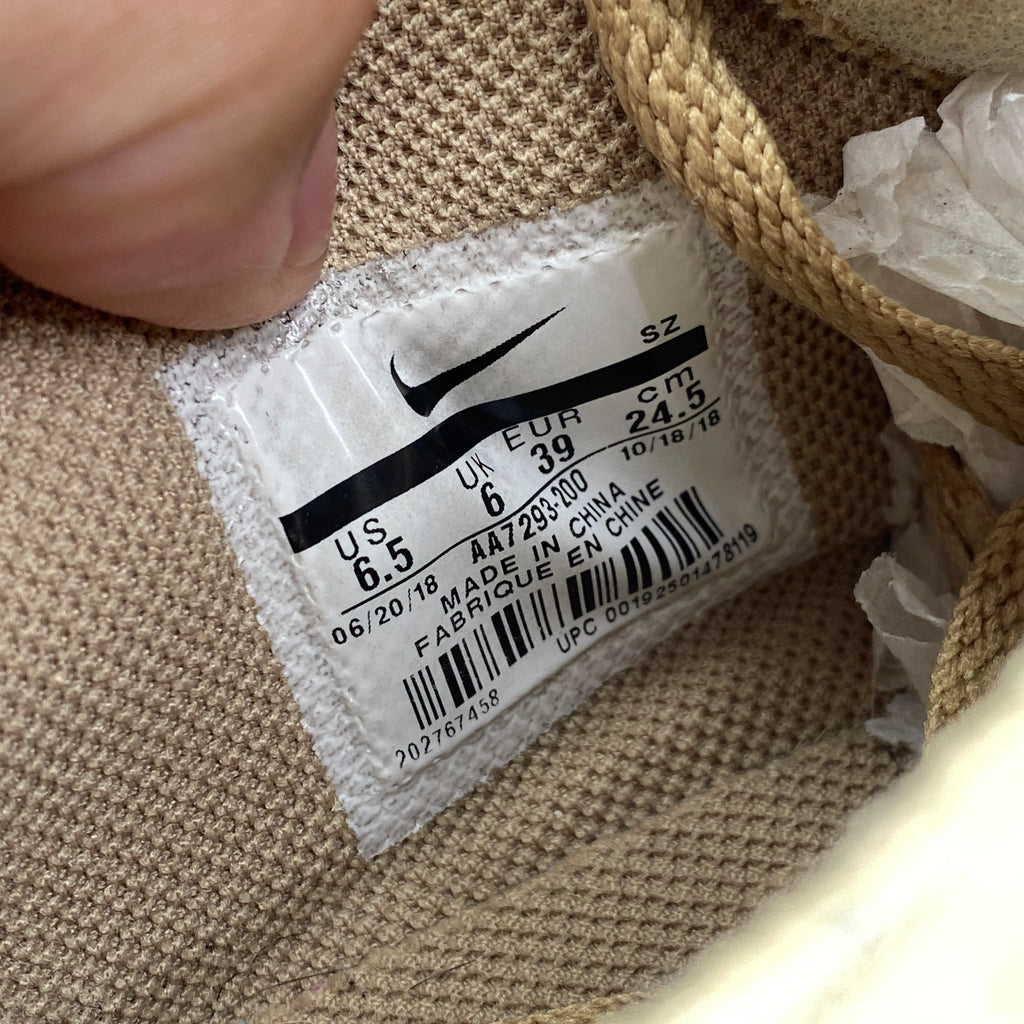 SZ
US UK EUR cm
6.5 6 39 24.5
06/20/18 AA7293-200 10/18/18
MADE IN CHINA
FABRIQUE EN CHINE
UPC 00192501478119
202767458